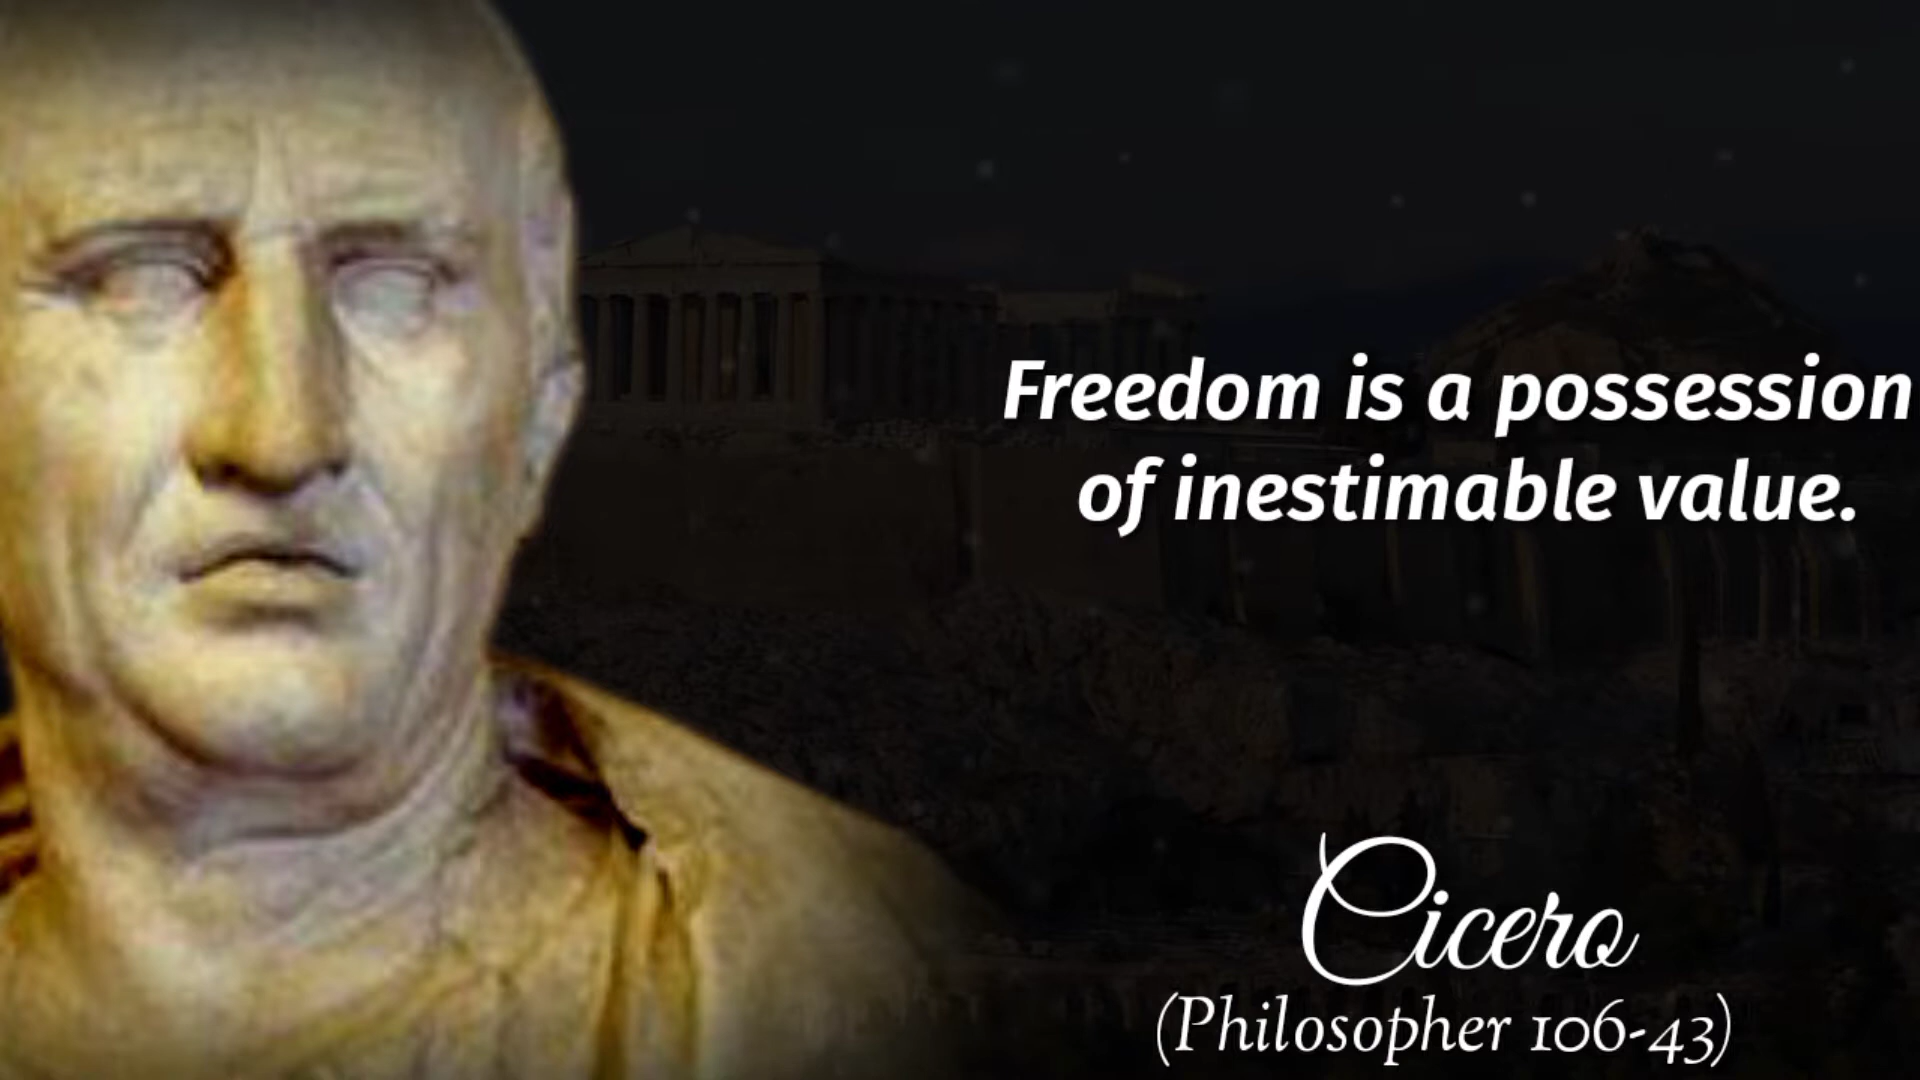 Freedom is a possession
of inestimable value.
Cicero
(Philosopher 106-43)